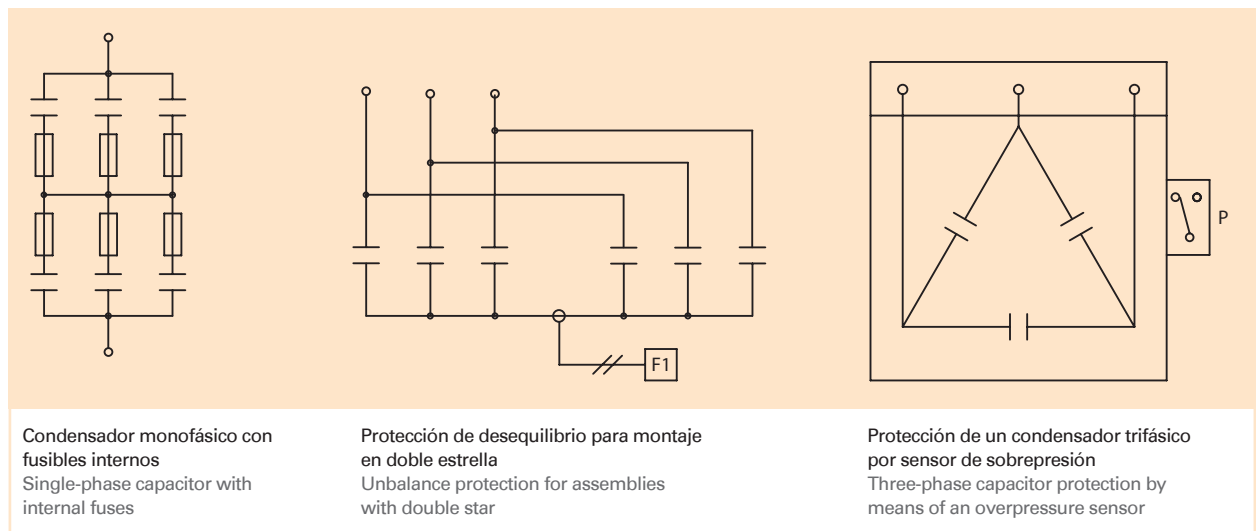 P
F1
Condensador monofásico con
fusibles internos
Single-phase capacitor with
internal fuses
Protección de desequilibrio para montaje
en doble estrella
Unbalance protection for assemblies
with double star
Protección de un condensador trifásico
por sensor de sobrepresión
Three-phase capacitor protection by
means of an overpressure sensor